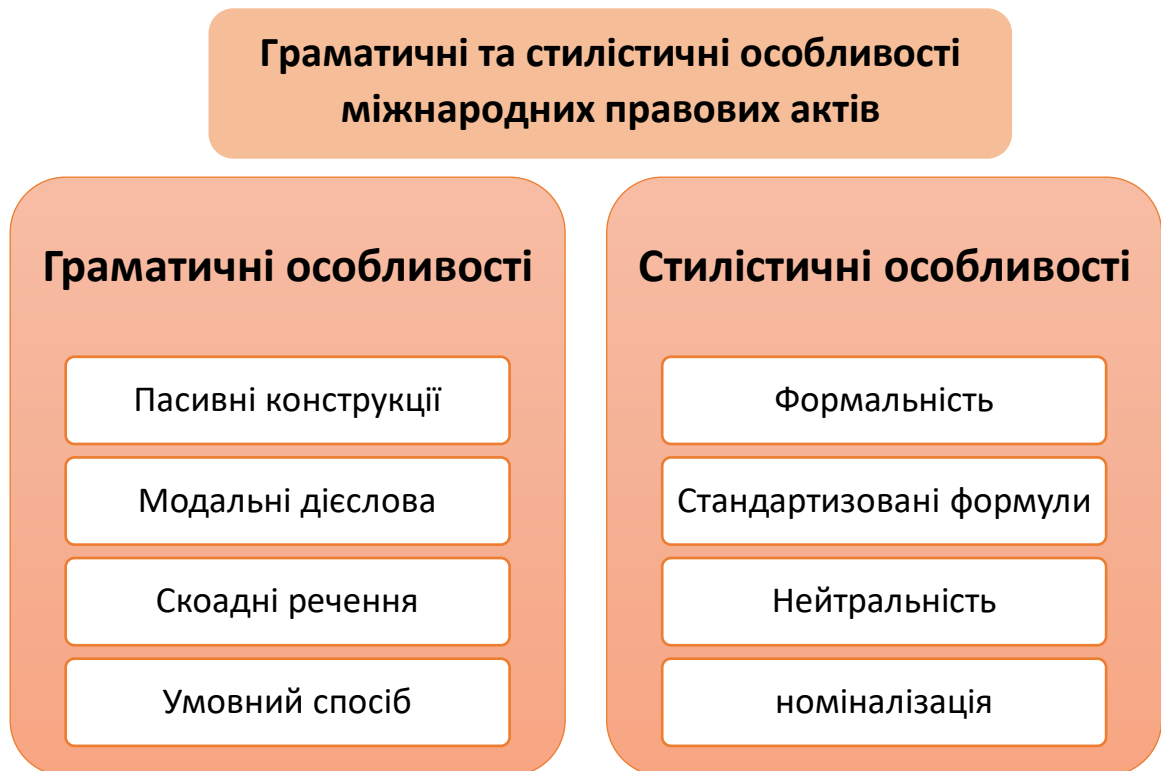 Граматичні та стилістичні особливості
міжнародних правових актів
Граматичні особливості
Пасивні конструкції
Модальні дієслова
Скоадні речення
Умовний спосіб
Стилістичні особливості
Формальність
Стандартизовані формули
Нейтральність
номіналізація